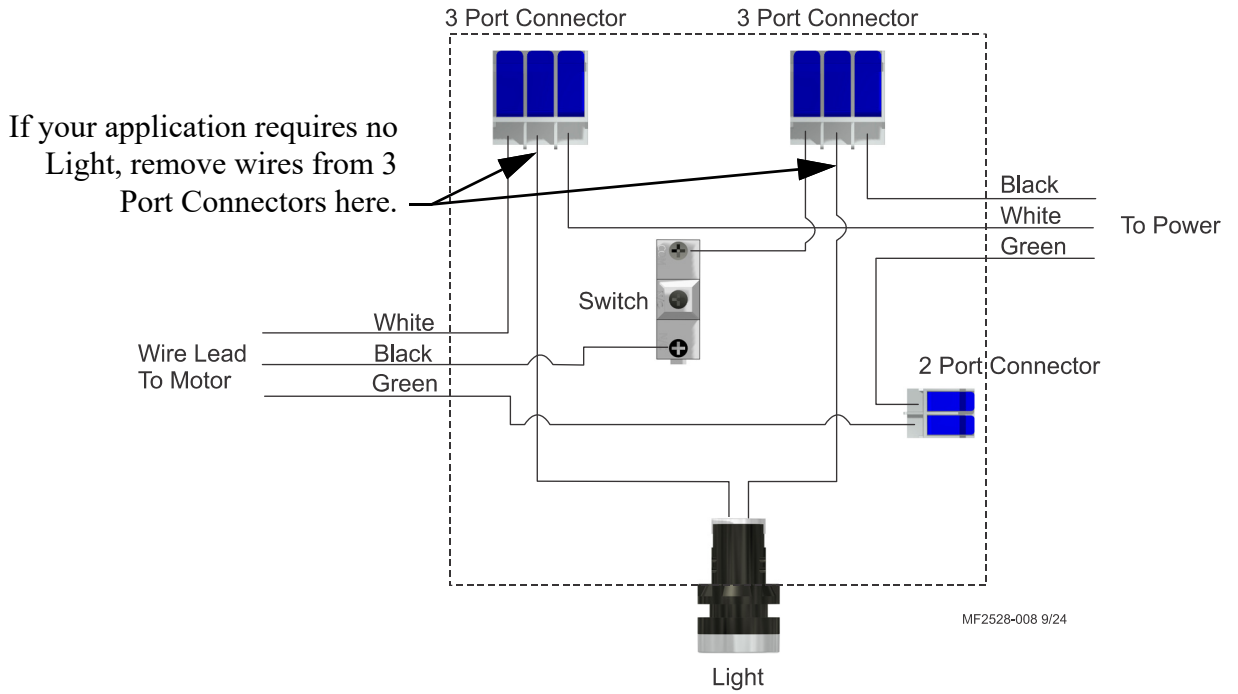 3 Port Connector
3 Port Connector
If your application requires no
Light, remove wires from 3
Port Connectors here.
Black
White
To Power
Green
Switch
White
Wire Lead
To Motor
Black
Green
2 Port Connector
MF2528-008 9/24
Light